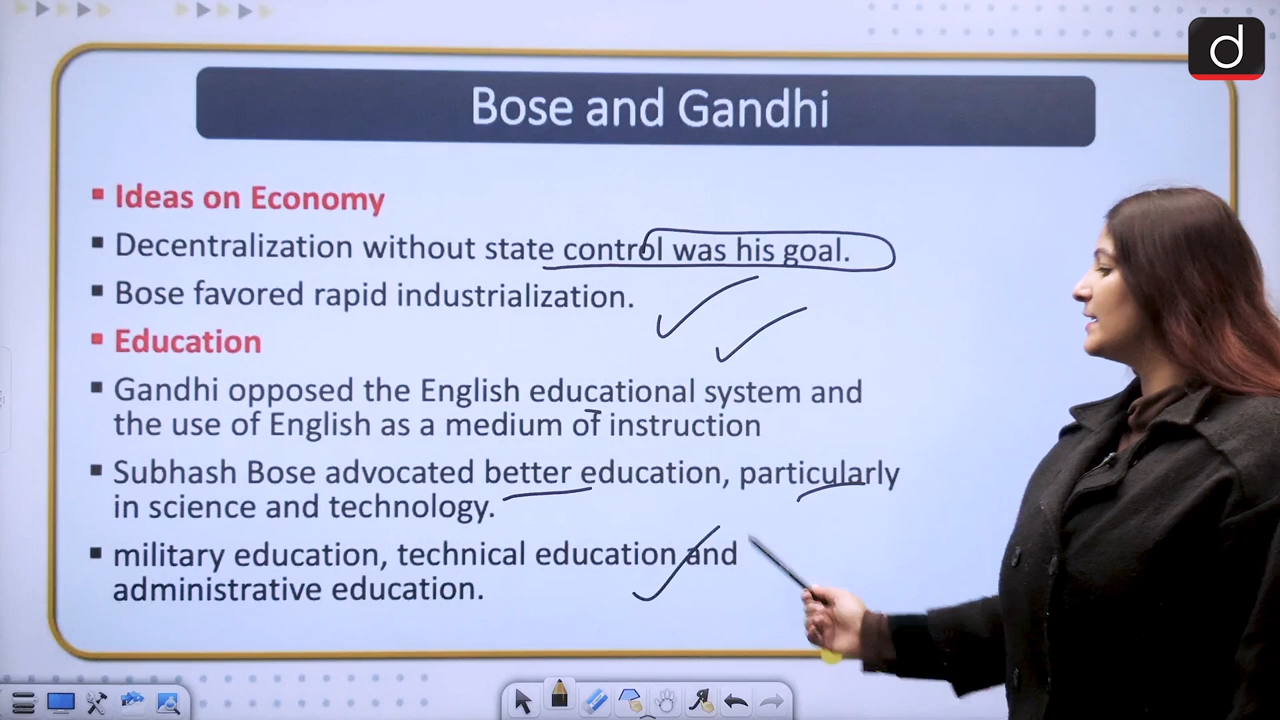 d
Bose and Gandhi
▪ Ideas on Economy
▪ Decentralization without state control was his goal.
▪ Bose favored rapid industrialization.
▪ Education
▪ Gandhi opposed the English educational system and
the use of English as a medium of instruction
▪ Subhash Bose advocated better education, particularly
in science and technology.
▪ military education, technical education and
administrative education.